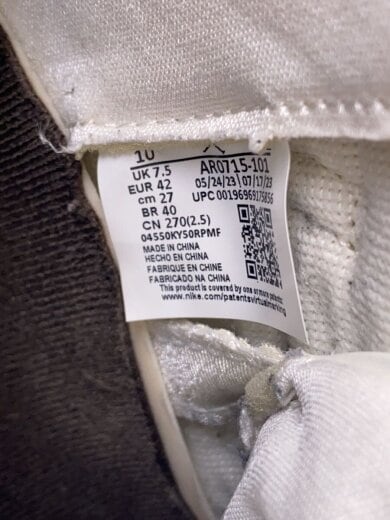 10
UK 7.5 AR0715-101
EUR 42 05/24/23 07/17/23
cm 27 UPC 00196969175856
BR 40
CN 270(2.5)
04550KY50RPMF
MADE IN CHINA
HECHO EN CHINA
FABRIQUE EN CHINE
FABRICADO NA CHINA
This product is covered by one or more patents.
www.nike.com/patentsvirtualmarking